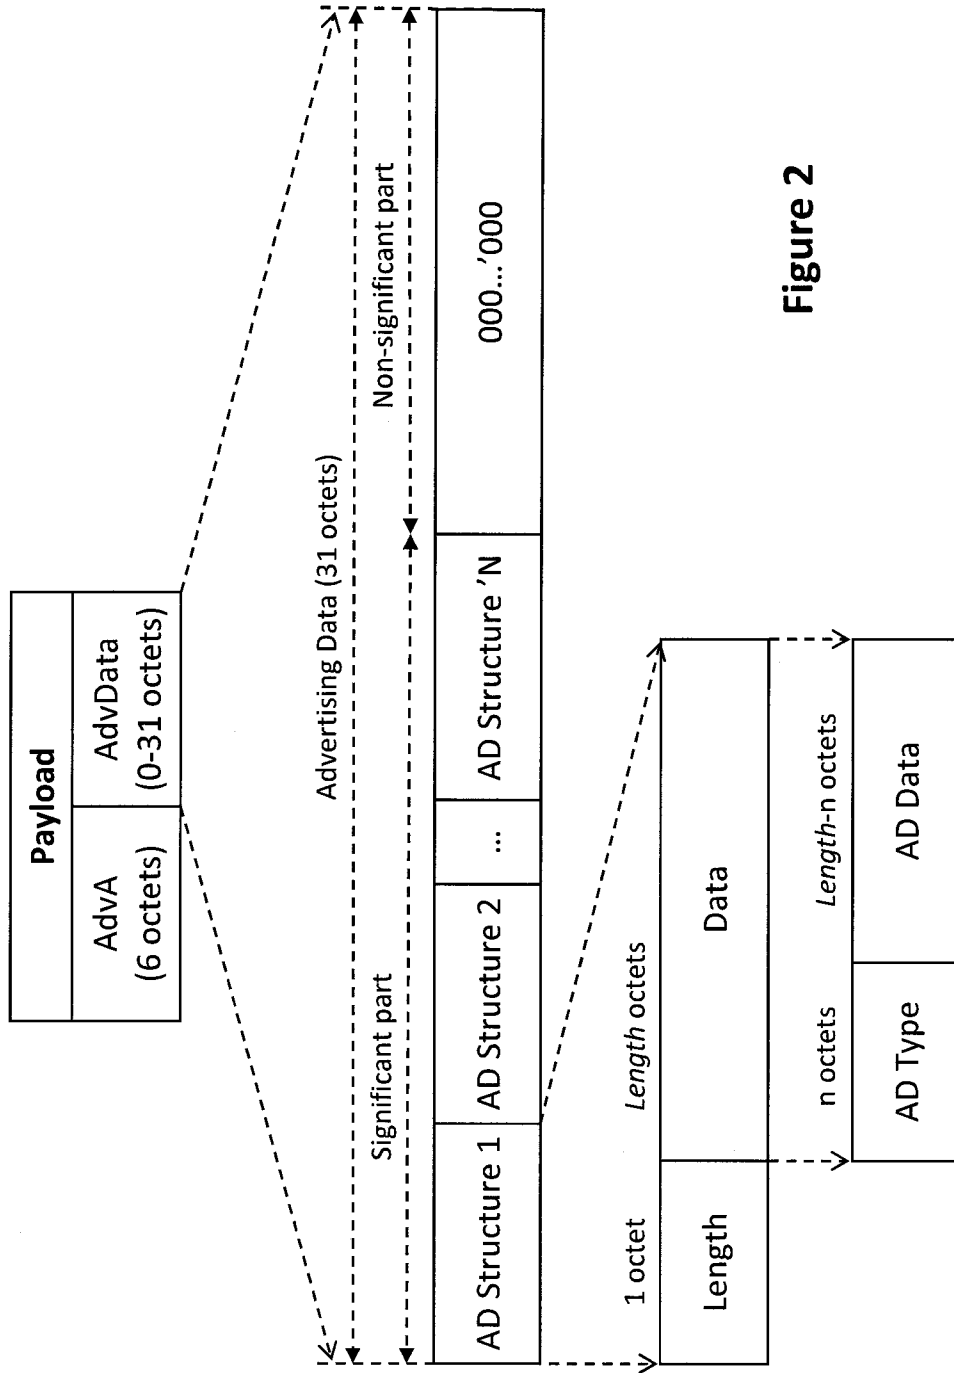 Payload
AdvA
(6 octets)
AdvData
(0-31 octets)
Advertising Data (31 octets)
Significant part
Non-significant part
AD Structure 1
AD Structure 2
...
AD Structure 'N
000...'000
1 octet
Length octets
Length
Data
n octets
Length-n octets
AD Type
AD Data
Figure 2